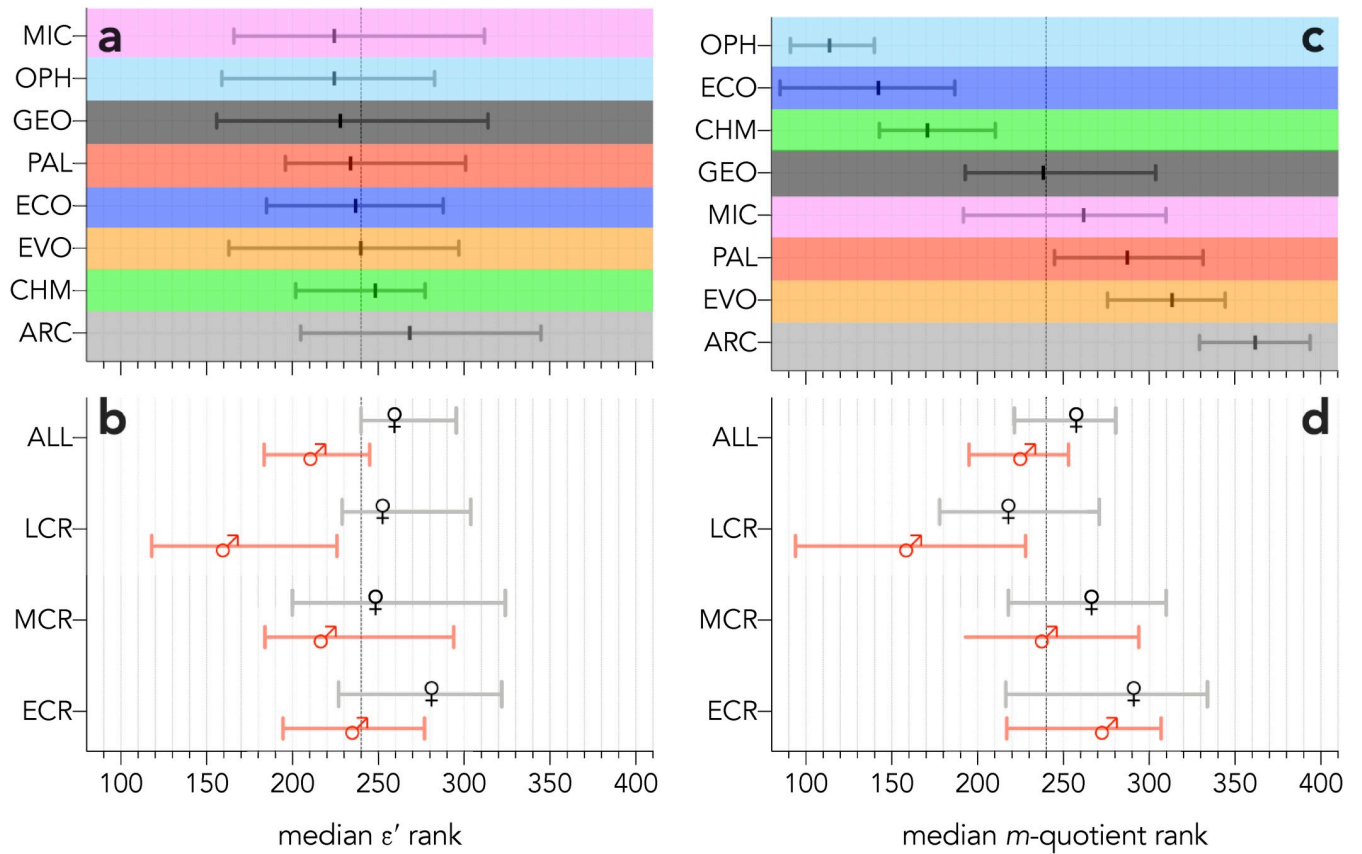 a
MIC
OPH
GEO
PAL
ECO
EVO
CHM
ARC
c
OPH
ECO
CHM
GEO
MIC
PAL
EVO
ARC
b
ALL
LCR
MCR
ECR
♀
♂
♀
♂
♀
♂
♀
♂
100 150 200 250 300 350 400
median ε′ rank
d
ALL
LCR
MCR
ECR
♀
♂
♀
♂
♀
♂
♀
♂
100 150 200 250 300 350 400
median m-quotient rank